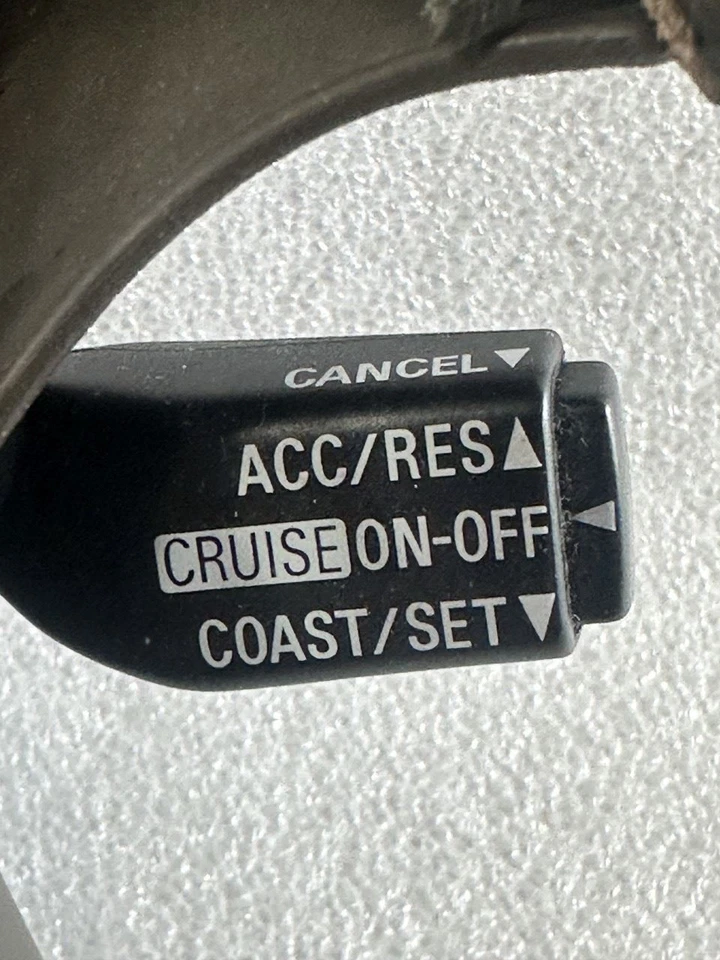 CANCEL▼
ACC/RES▲
CRUISE ON-OFF
COAST/SET▼